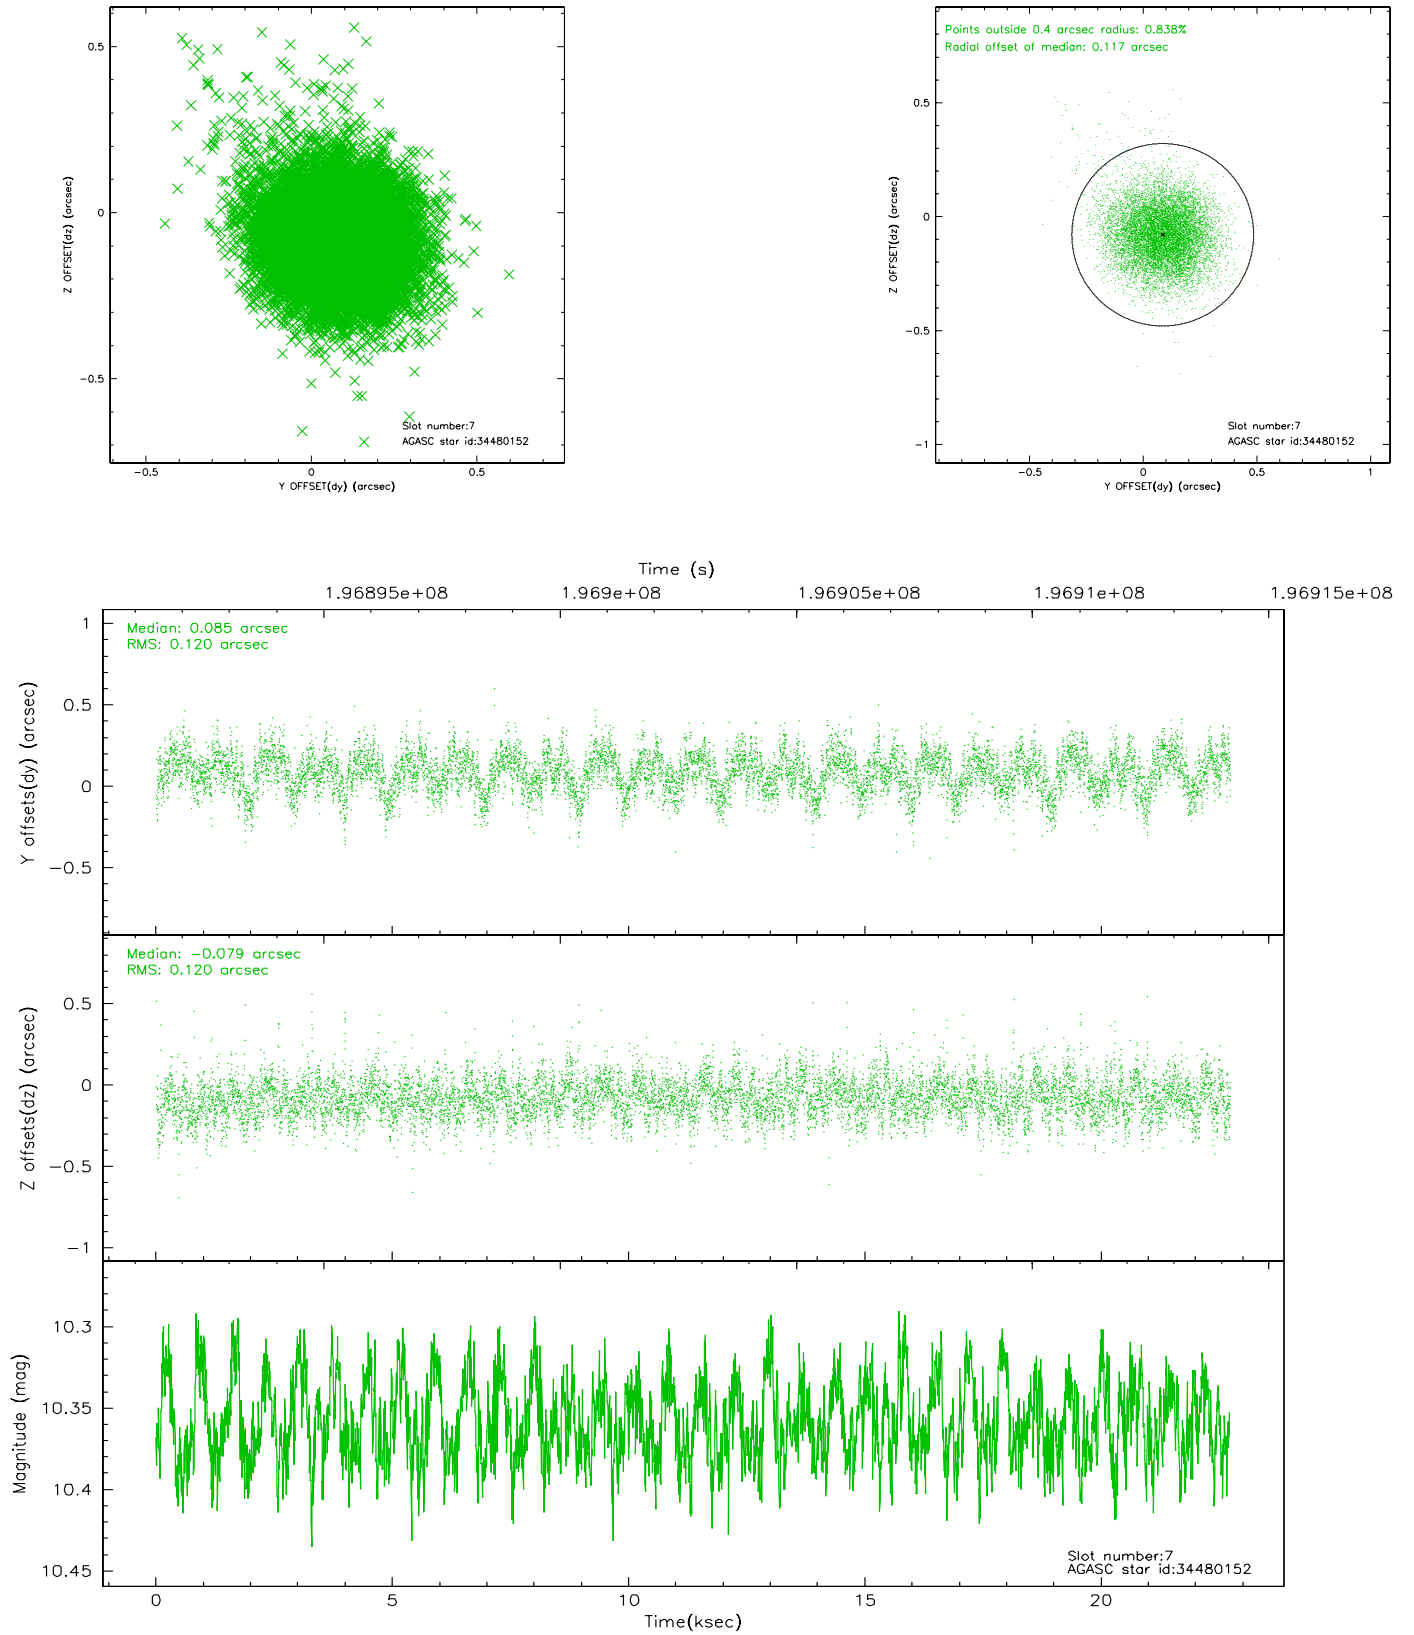 0.5
0
−0.5
Z OFFSET(dz) (arcsec)
Slot number:7
AGASC star id:34480152
−0.5
0
0.5
Y OFFSET(dy) (arcsec)
Points outside 0.4 arcsec radius: 0.838%
Radial offset of median: 0.117 arcsec
0.5
0
−0.5
−1
Z OFFSET(dz) (arcsec)
Slot number:7
AGASC star id:34480152
−0.5
0
0.5
1
Y OFFSET(dy) (arcsec)
Time (s)
1.96895e+08
1.969e+08
1.96905e+08
1.9691e+08
1.96915e+08
Median: 0.085 arcsec
RMS: 0.120 arcsec
1
0.5
0
−0.5
Y offsets(dy) (arcsec)
Median: −0.079 arcsec
RMS: 0.120 arcsec
0.5
0
−0.5
−1
Z offsets(dz) (arcsec)
10.3
10.35
10.4
10.45
Magnitude (mag)
Slot number:7
AGASC star id:34480152
0
5
10
15
20
Time(ksec)